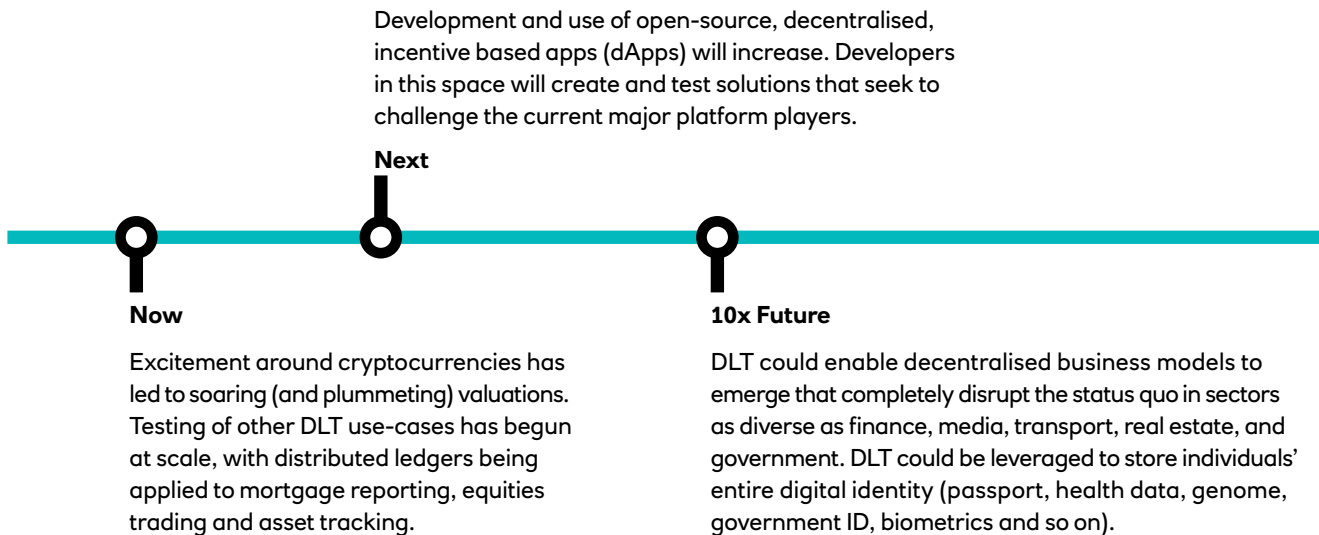 Development and use of open-source, decentralised,
incentive based apps (dApps) will increase. Developers
in this space will create and test solutions that seek to
challenge the current major platform players.
Next
Now
Excitement around cryptocurrencies has
led to soaring (and plummeting) valuations.
Testing of other DLT use-cases has begun
at scale, with distributed ledgers being
applied to mortgage reporting, equities
trading and asset tracking.
10x Future
DLT could enable decentralised business models to
emerge that completely disrupt the status quo in sectors
as diverse as finance, media, transport, real estate, and
government. DLT could be leveraged to store individuals’
entire digital identity (passport, health data, genome,
government ID, biometrics and so on).